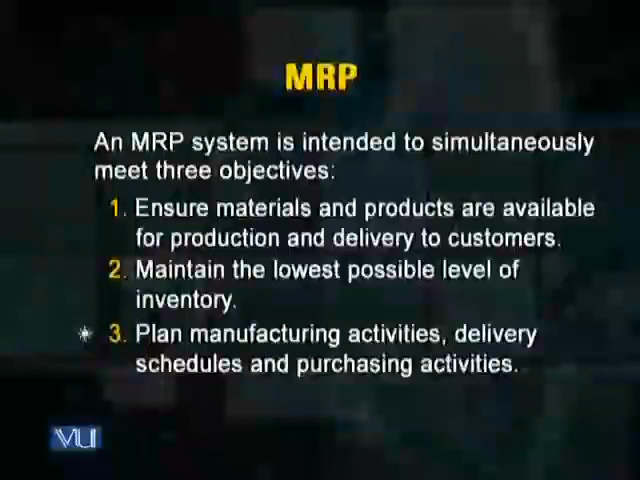 MRP
An MRP system is intended to simultaneously
meet three objectives:
1. Ensure materials and products are available
for production and delivery to customers.
2. Maintain the lowest possible level of
inventory.
3. Plan manufacturing activities, delivery
schedules and purchasing activities.
VU